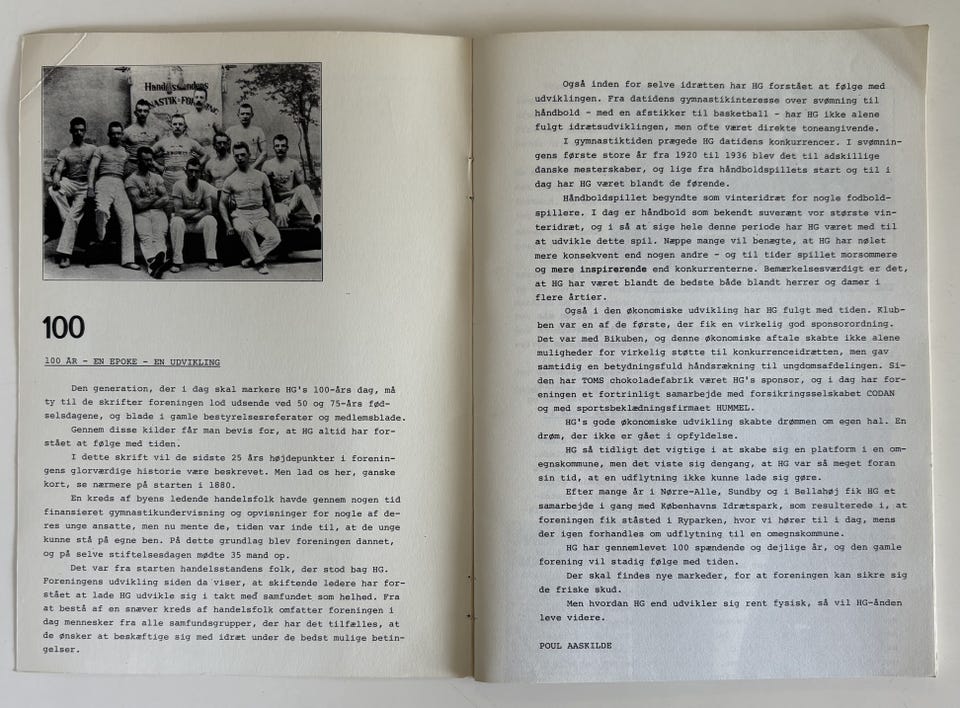 Handelsstandens
100
100 ÅR - EN EPOKE - EN UDVIKLING
Den generation, der i dag skal markere HG's 100-års dag, må
ty til de skrifter foreningen lod udsende ved 50 og 75-års fød-
selsdagene, og blade i gamle bestyrelsesreferater og medlemsblade.
Gennem disse kilder får man bevis for, at HG altid har for-
stået at følge med tiden.
I dette skrift vil de sidste 25 års højdepunkter i forenin-
gens glorværdige historie være beskrevet. Men lad os her, ganske
kort, se nærmere på starten i 1880.
En kreds af byens ledende handelsfolk havde gennem nogen tid
finansieret gymnastikundervisning og opvisninger for nogle af de-
res unge ansatte, men nu mente de, tiden var inde til, at de unge
kunne stå på egne ben. På dette grundlag blev foreningen dannet,
og på selve stiftelsesdagen mødte 35 mand op.
Det var fra starten handelsstandens folk, der stod bag HG.
Foreningens udvikling siden da viser, at skiftende ledere har for-
stået at lade HG udvikle sig i takt med samfundet som helhed. Fra
at bestå af en snæver kreds af handelsfolk omfatter foreningen i
dag mennesker fra alle samfundsgrupper, der har det tilfælles, at
de ønsker at beskæftige sig med idræt under de bedst mulige betin-
gelser.
Også inden for selve idrætten har HG forstået at følge med
udviklingen. Fra datidens gymnastikinteresse over svømning til
håndbold - med en afstikker til basketball - har HG ikke alene
fulgt idrætsudviklingen, men ofte været direkte toneangivende.
I gymnastiktiden prægede HG datidens konkurrencer. I svømnin-
gens første store år fra 1920 til 1936 blev det til adskillige
danske mesterskaber, og lige fra håndboldspillets start og til i
dag har HG været blandt de førende.
Håndboldspillet begyndte som vinteridræt for nogle fodbold-
spillere. I dag er håndbold som bekendt suverænt vor største vin-
teridræt, og i så at sige hele denne periode har HG været med til
at udvikle dette spil. Næppe mange vil benægte, at HG har nølet
mere konsekvent end nogen andre - og til tider spillet morsommere
og mere inspirerende end konkurrenterne. Bemærkelsesværdigt er det,
at HG har været blandt de bedste både blandt herrer og damer i
flere årtier.
Også i den økonomiske udvikling har HG fulgt med tiden. Klub-
ben var en af de første, der fik en virkelig god sponsorordning.
Det var med Bikuben, og denne økonomiske aftale skabte ikke alene
muligheder for virkelig støtte til konkurrenceidrætten, men gav
samtidig en betydningsfuld håndsrækning til ungdomsafdelingen. Si-
den har TOMS chokoladefabrik været HG's sponsor, og i dag har for-
eningen et fortrinligt samarbejde med forsikringsselskabet CODAN
og med sportsbeklædningsfirmaet HUMMEL.
HG's gode økonomiske udvikling skabte drømmen om egen hal. En
drøm, der ikke er gået i opfyldelse.
HG så tidligt det vigtige i at skabe sig en platform i en om-
egnskommune, men det viste sig dengang, at HG var så meget foran
sin tid, at en udflytning ikke kunne lade sig gøre.
Efter mange år i Nørre-Alle, Sundby og i Bellahøj fik HG et
samarbejde i gang med Københavns Idrætspark, som resulterede i, at
foreningen fik ståsted i Ryparken, hvor vi hører til i dag, mens
der igen forhandles om udflytning til en omegnskommune.
HG har gennemlevet 100 spændende og dejlige år, og den gamle
forening vil stadig følge med tiden.
Der skal findes nye markeder, for at foreningen kan sikre sig
de friske skud.
Men hvordan HG end udvikler sig rent fysisk, så vil HG-ånden
leve videre.
POUL AASKILDE